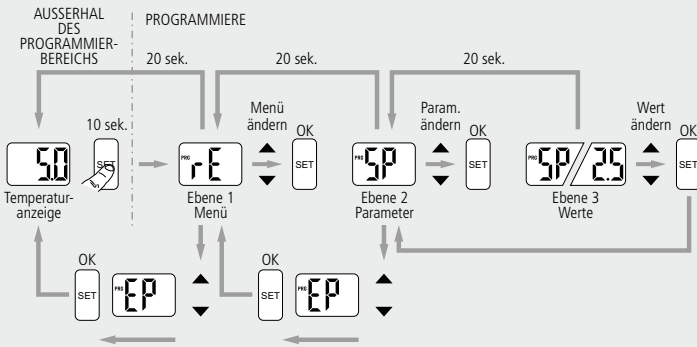 AUSSERHAL
DES
PROGRAMMIER-
BEREICHS
PROGRAMMIERE
20 sek.
20 sek.
20 sek.
10 sek.
Menü
ändern
OK
Param.
ändern
OK
Wert
ändern
OK
5.0
SET
PRG rE
SET
PRG SP
SET
PRG SP/2.5
SET
Temperatur-
anzeige
Ebene 1
Menü
Ebene 2
Parameter
Ebene 3
Werte
OK
SET
PRG EP
OK
SET
PRG EP